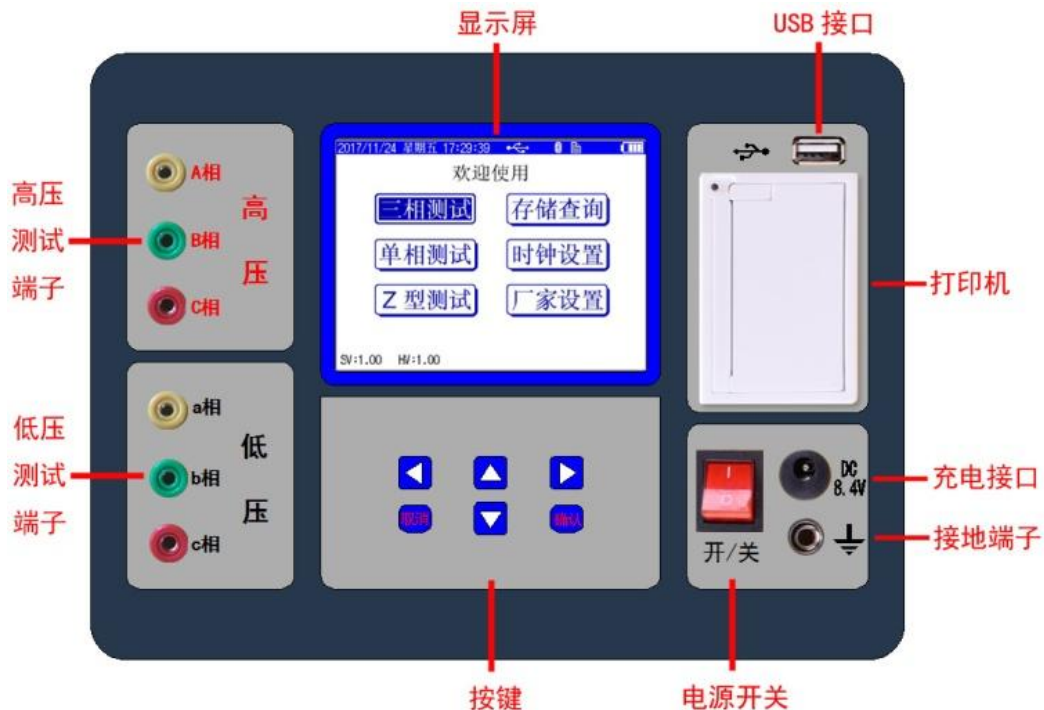 显示屏
USB 接口
2017/11/24 星期五 17:29:39
欢迎使用
三相测试
存储查询
单相测试
时钟设置
Z 型测试
厂家设置
SV:1.00 HV:1.00
高压
测试
端子
A相
B相
C相
高
压
打印机
低压
测试
端子
a相
b相
c相
低
压
取消
确认
DC
8.4V
充电接口
接地端子
开/关
按键
电源开关